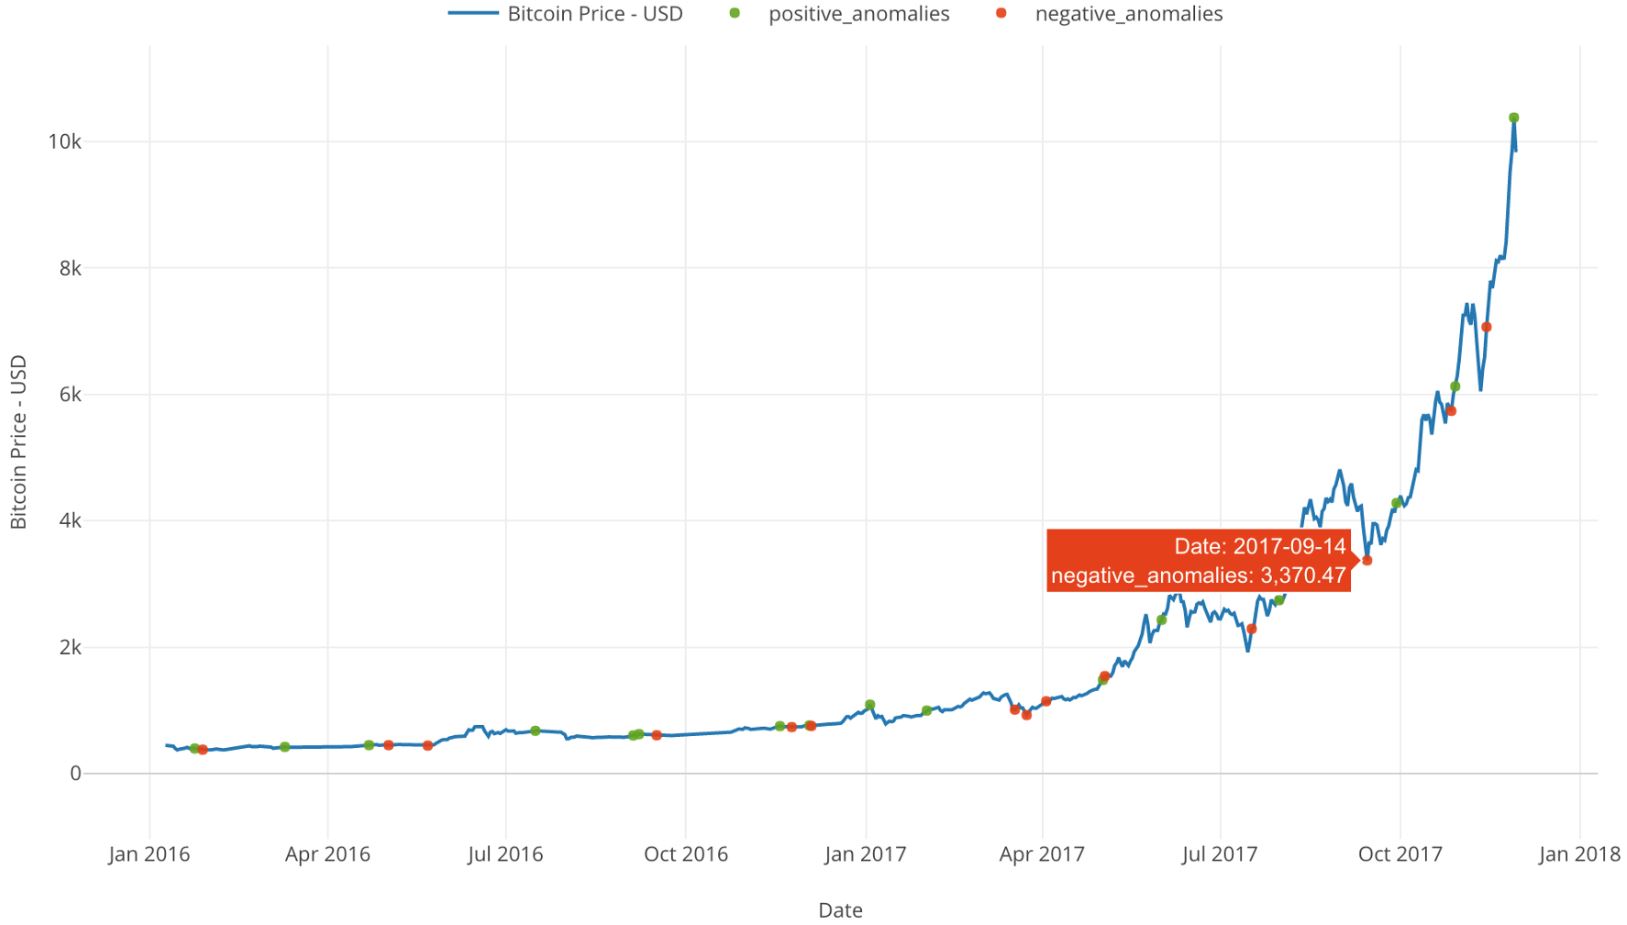 Bitcoin Price - USD positive_anomalies negative_anomalies
10k
8k
6k
4k
2k
0
Bitcoin Price - USD
Date: 2017-09-14
negative_anomalies: 3,370.47
Jan 2016 Apr 2016 Jul 2016 Oct 2016 Jan 2017 Apr 2017 Jul 2017 Oct 2017 Jan 2018
Date